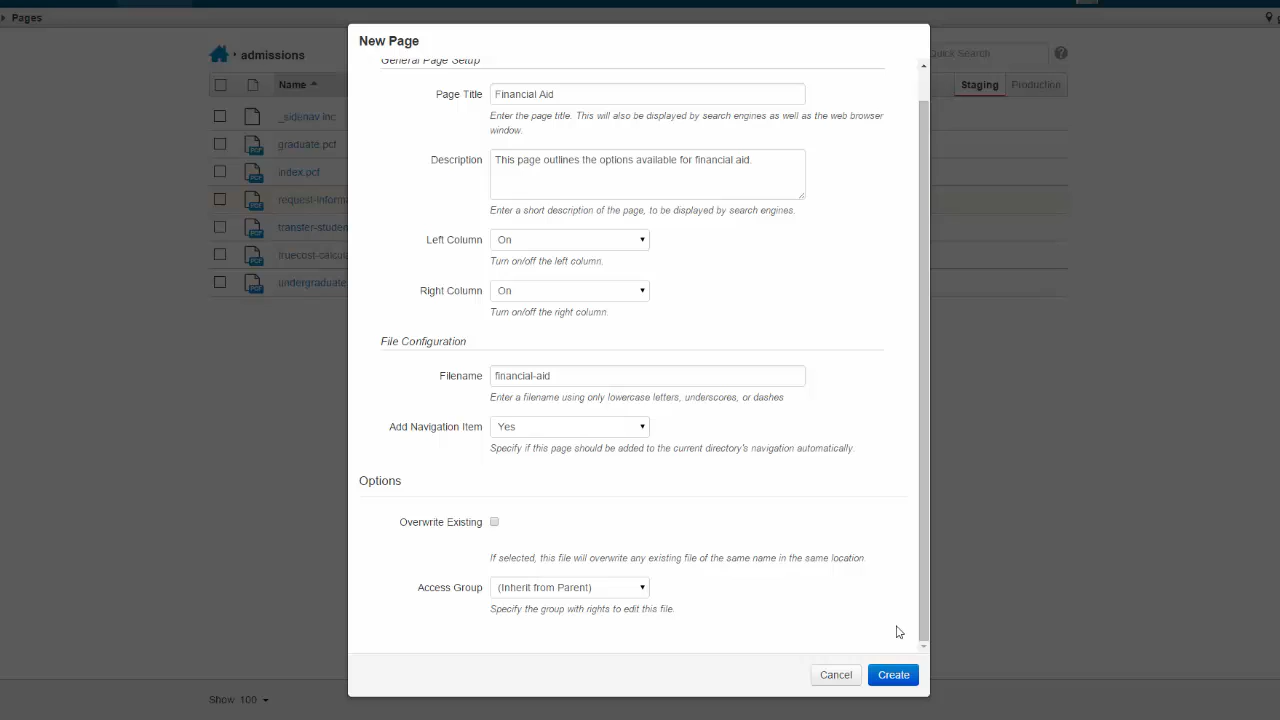 Pages
New Page
admissions
Quick Search
General Page Setup
Name
Staging
Production
Page Title
Financial Aid
_sidenav.inc
Enter the page title. This will also be displayed by search engines as well as the web browser
window.
graduate.pcf
Description
This page outlines the options available for financial aid.
index.pcf
request-informa
Enter a short description of the page, to be displayed by search engines.
transfer-studen
Left Column
On
truecost-calcula
Turn on/off the left column.
undergraduate.
Right Column
On
Turn on/off the right column.
File Configuration
Filename
financial-aid
Enter a filename using only lowercase letters, underscores, or dashes
Add Navigation Item
Yes
Specify if this page should be added to the current directory's navigation automatically.
Options
Overwrite Existing
If selected, this file will overwrite any existing file of the same name in the same location.
Access Group
(Inherit from Parent)
Specify the group with rights to edit this file.
Cancel
Create
Show 100